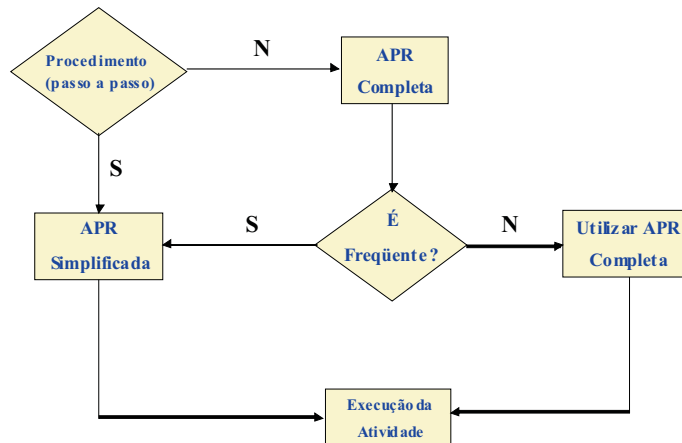 Procedimento
(passo a passo)
N
APR
Completa
S
APR
Simplificada
S
É
Freqüente?
N
Utilizar APR
Completa
Execução da
Atividade